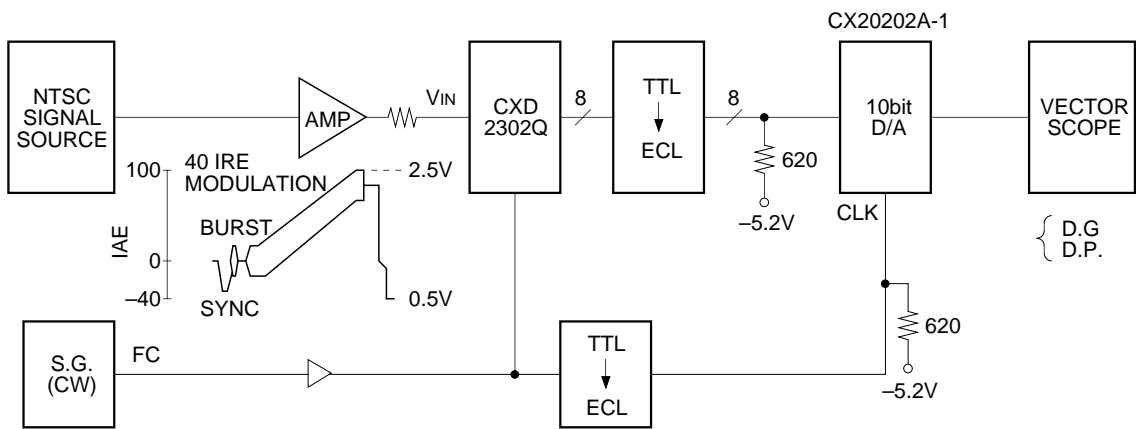 CX20202A-1
NTSC
SIGNAL
SOURCE
AMP
VIN
CXD
2302Q
8
TTL
ECL
8
620
–5.2V
10bit
D/A
CLK
VECTOR
SCOPE
D.G
D.P.
100
40 IRE
MODULATION
2.5V
BURST
IAE
0
–40
SYNC
0.5V
S.G.
(CW)
FC
TTL
ECL
620
–5.2V